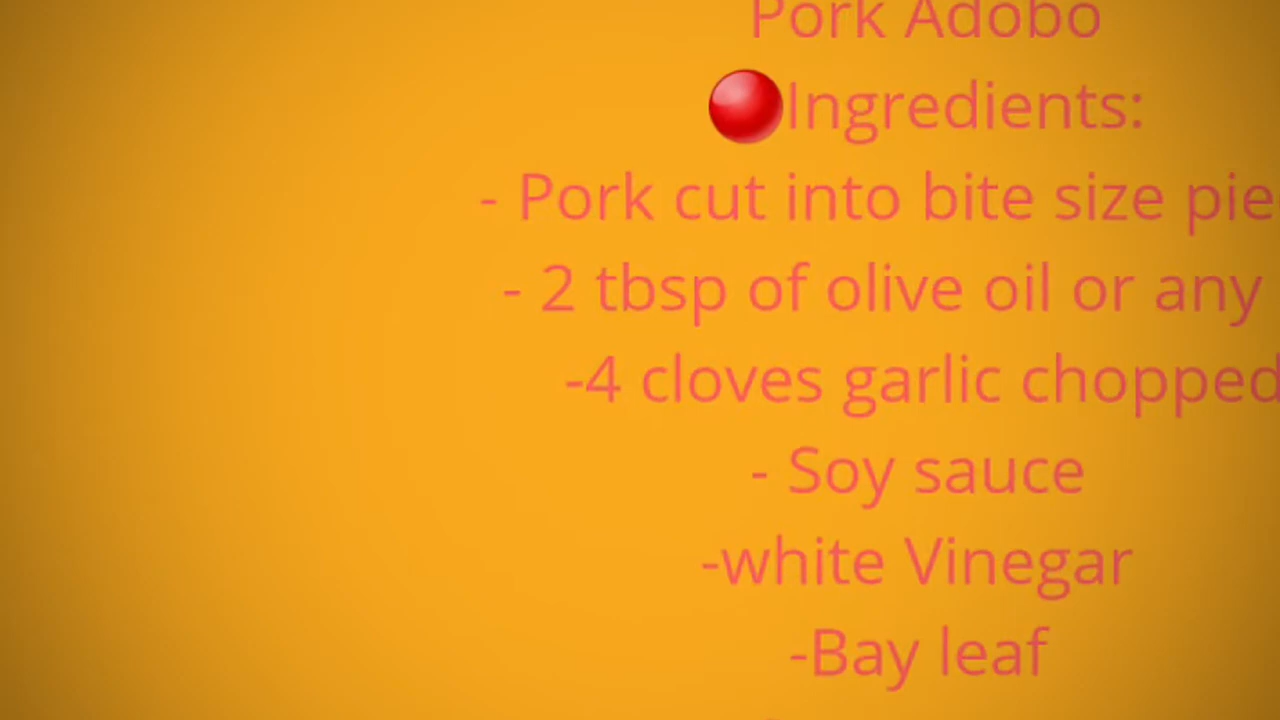 Pork Adobo
🔴Ingredients:
- Pork cut into bite size pie
- 2 tbsp of olive oil or any
-4 cloves garlic chopped
- Soy sauce
-white Vinegar
-Bay leaf